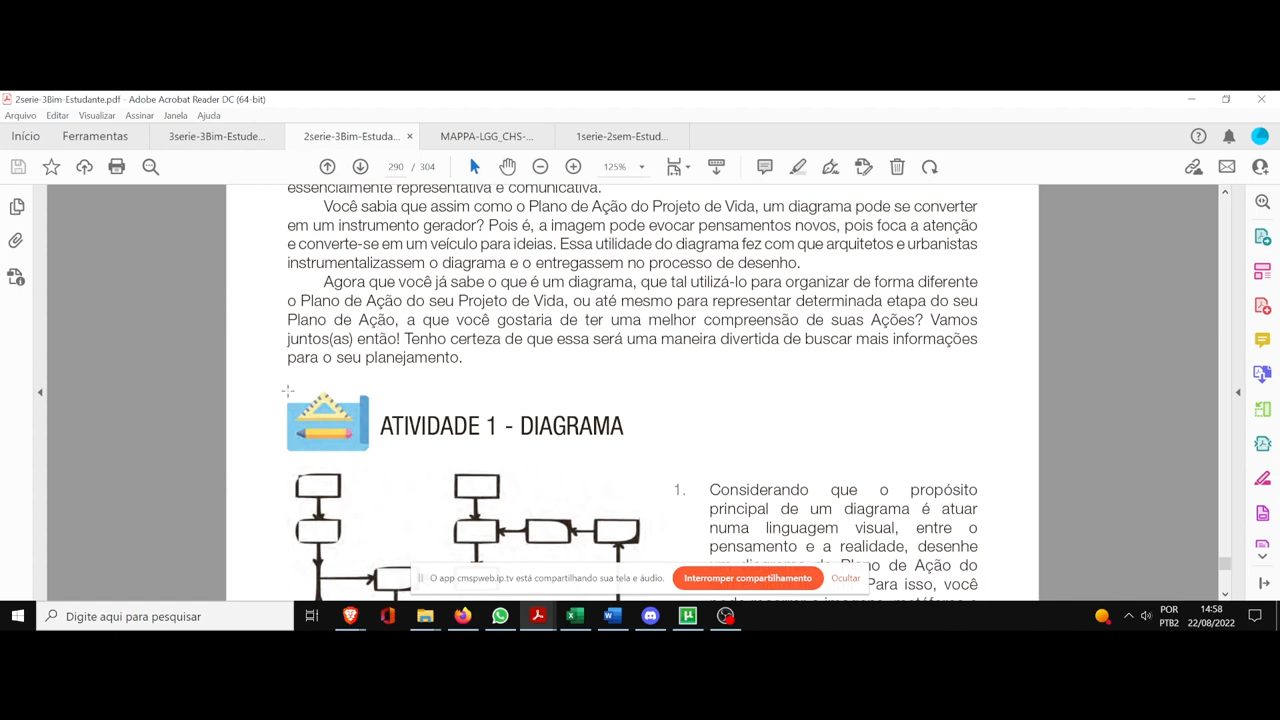 2serie-3Bim-Estudante.pdf - Adobe Acrobat Reader DC (64-bit)
Arquivo Editar Visualizar Assinar Janela Ajuda
Início Ferramentas 3serie-3Bim-Estude... 2serie-3Bim-Estuda... MAPPA-LGG_CHS-... 1serie-2sem-Estud...
290 / 304 125%
essencialmente representativa e comunicativa.
Você sabia que assim como o Plano de Ação do Projeto de Vida, um diagrama pode se converter
em um instrumento gerador? Pois é, a imagem pode evocar pensamentos novos, pois foca a atenção
e converte-se em um veículo para ideias. Essa utilidade do diagrama fez com que arquitetos e urbanistas
instrumentalizassem o diagrama e o entregassem no processo de desenho.
Agora que você já sabe o que é um diagrama, que tal utilizá-lo para organizar de forma diferente
o Plano de Ação do seu Projeto de Vida, ou até mesmo para representar determinada etapa do seu
Plano de Ação, a que você gostaria de ter uma melhor compreensão de suas Ações? Vamos
juntos(as) então! Tenho certeza de que essa será uma maneira divertida de buscar mais informações
para o seu planejamento.
ATIVIDADE 1 - DIAGRAMA
1. Considerando que o propósito
principal de um diagrama é atuar
numa linguagem visual, entre o
pensamento e a realidade, desenhe
um diagrama do Plano de Ação do
Para isso, você
O app cmspweb.ip.tv está compartilhando sua tela e áudio. Interromper compartilhamento Ocultar
Digite aqui para pesquisar
POR
PTB2
14:58
22/08/2022